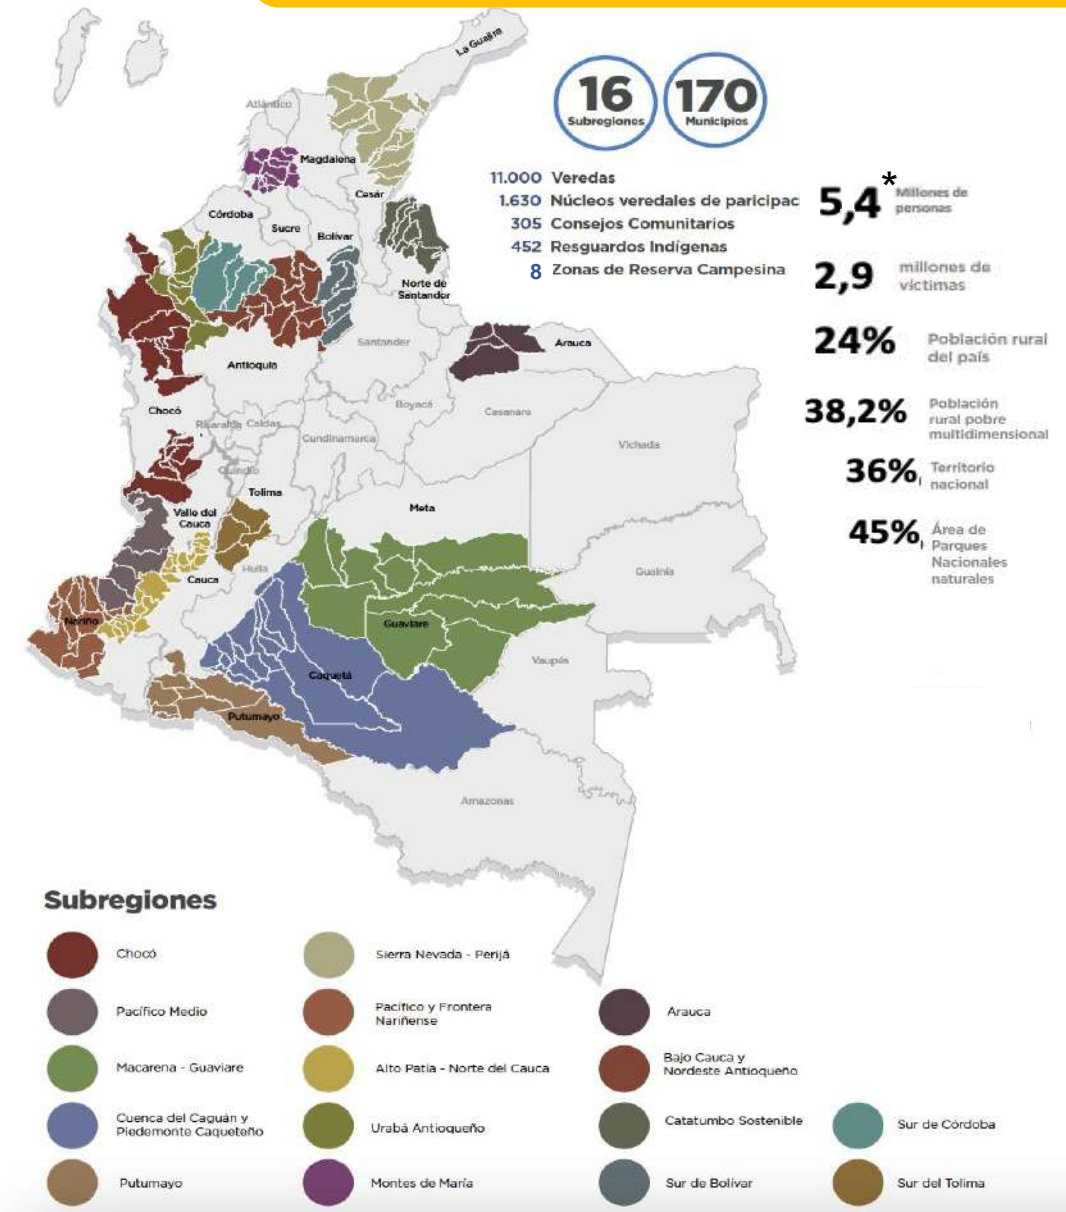 La Guajira
Atlántico
Magdalena
Cesár
Córdoba
Sucre
Bolívar
Norte de
Santander
Santander
Arauca
Antioquia
Boyacá
Casanare
Chocó
Risaralda
Caldas
Cundinamarca
Vichada
Quindío
Tolima
Meta
Valle del
Cauca
Cauca
Huila
Guainía
Nariño
Guaviare
Vaupás
Caquetá
Putumayo
Amazonas
16
Subregiones
170
Municipios
11.000 Veredas
1.630 Núcleos veredales de paricipac
305 Consejos Comunitarios
452 Resguardos Indígenas
8 Zonas de Reserva Campesina
5,4* Millones de
personas
2,9 millones de
víctimas
24% Población rural
del país
38,2% Población
rural pobre
multidimensional
36% Territorio
nacional
45% Área de
Parques
Nacionales
naturales
Subregiones
Chocó
Pacífico Medio
Macarena - Guaviare
Cuenca del Caguán y
Piedemonte Caqueteño
Putumayo
Sierra Nevada - Perijá
Pacífico y Frontera
Nariñense
Alto Patía - Norte del Cauca
Urabá Antioqueño
Montes de María
Arauca
Bajo Cauca y
Nordeste Antioqueño
Catatumbo Sostenible
Sur de Bolívar
Sur de Córdoba
Sur del Tolima